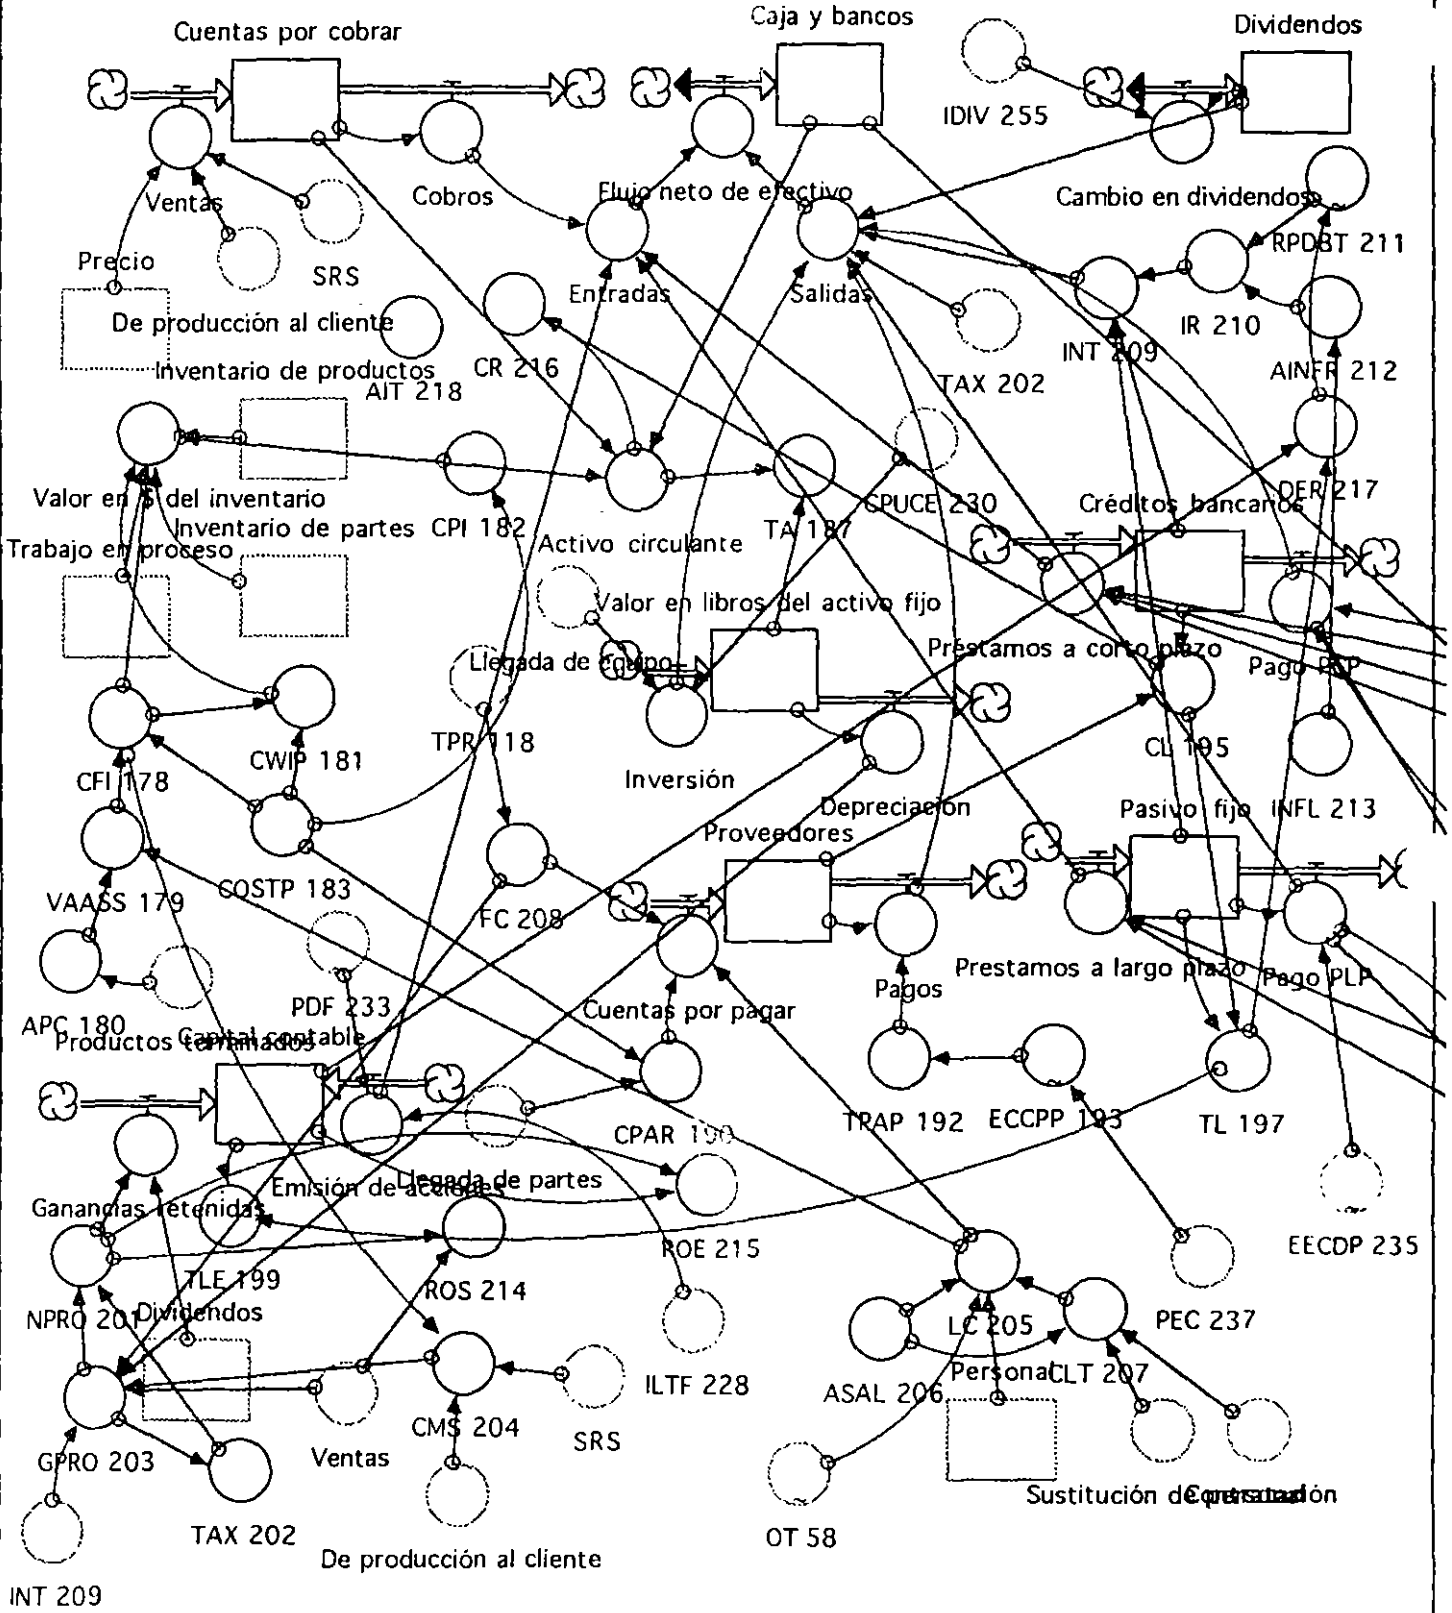 Caja y bancos
Dividendos
Cuentas por cobrar
IDIV 255
Ventas
Cobros
Flujo neto de efectivo
Cambio en dividendos
RPDBT 211
Precio
SRS
Entradas
Salidas
De producción al cliente
IR 210
INT 209
Inventario de productos
AIT 218
CR 216
TAX 202
AINFR 212
Valor en $ del inventario
Inventario de partes
CPI 182
Activo circulante
TA 187
CPUCE 230
Créditos bancarios
DER 217
Trabajo en proceso
Valor en libros del activo fijo
Llegada de equipo
Préstamos a corto plazo
Pago PCP
CFI 178
CWIP 181
TPR 118
Inversión
CL 195
Depreciación
Proveedores
Pasivo fijo
INFL 213
VAASS 179
COSTP 183
FC 208
Prestamos a largo plazo
Pago PLP
APC 180
PDF 233
Cuentas por pagar
Pagos
Productos terminados
Capital contable
CPAR 190
TPAP 192
ECCPP 193
TL 197
Ganancias retenidas
Emisión de acciones
Llegada de partes
ROE 215
EECDP 235
TLE 199
ROS 214
NPRO 201
Dividendos
LC 205
PEC 237
ILTF 228
ASAL 206
Personal
CLT 207
GPRO 203
Ventas
CMS 204
SRS
Sustitución de personal
Contratación
TAX 202
De producción al cliente
OT 58
INT 209